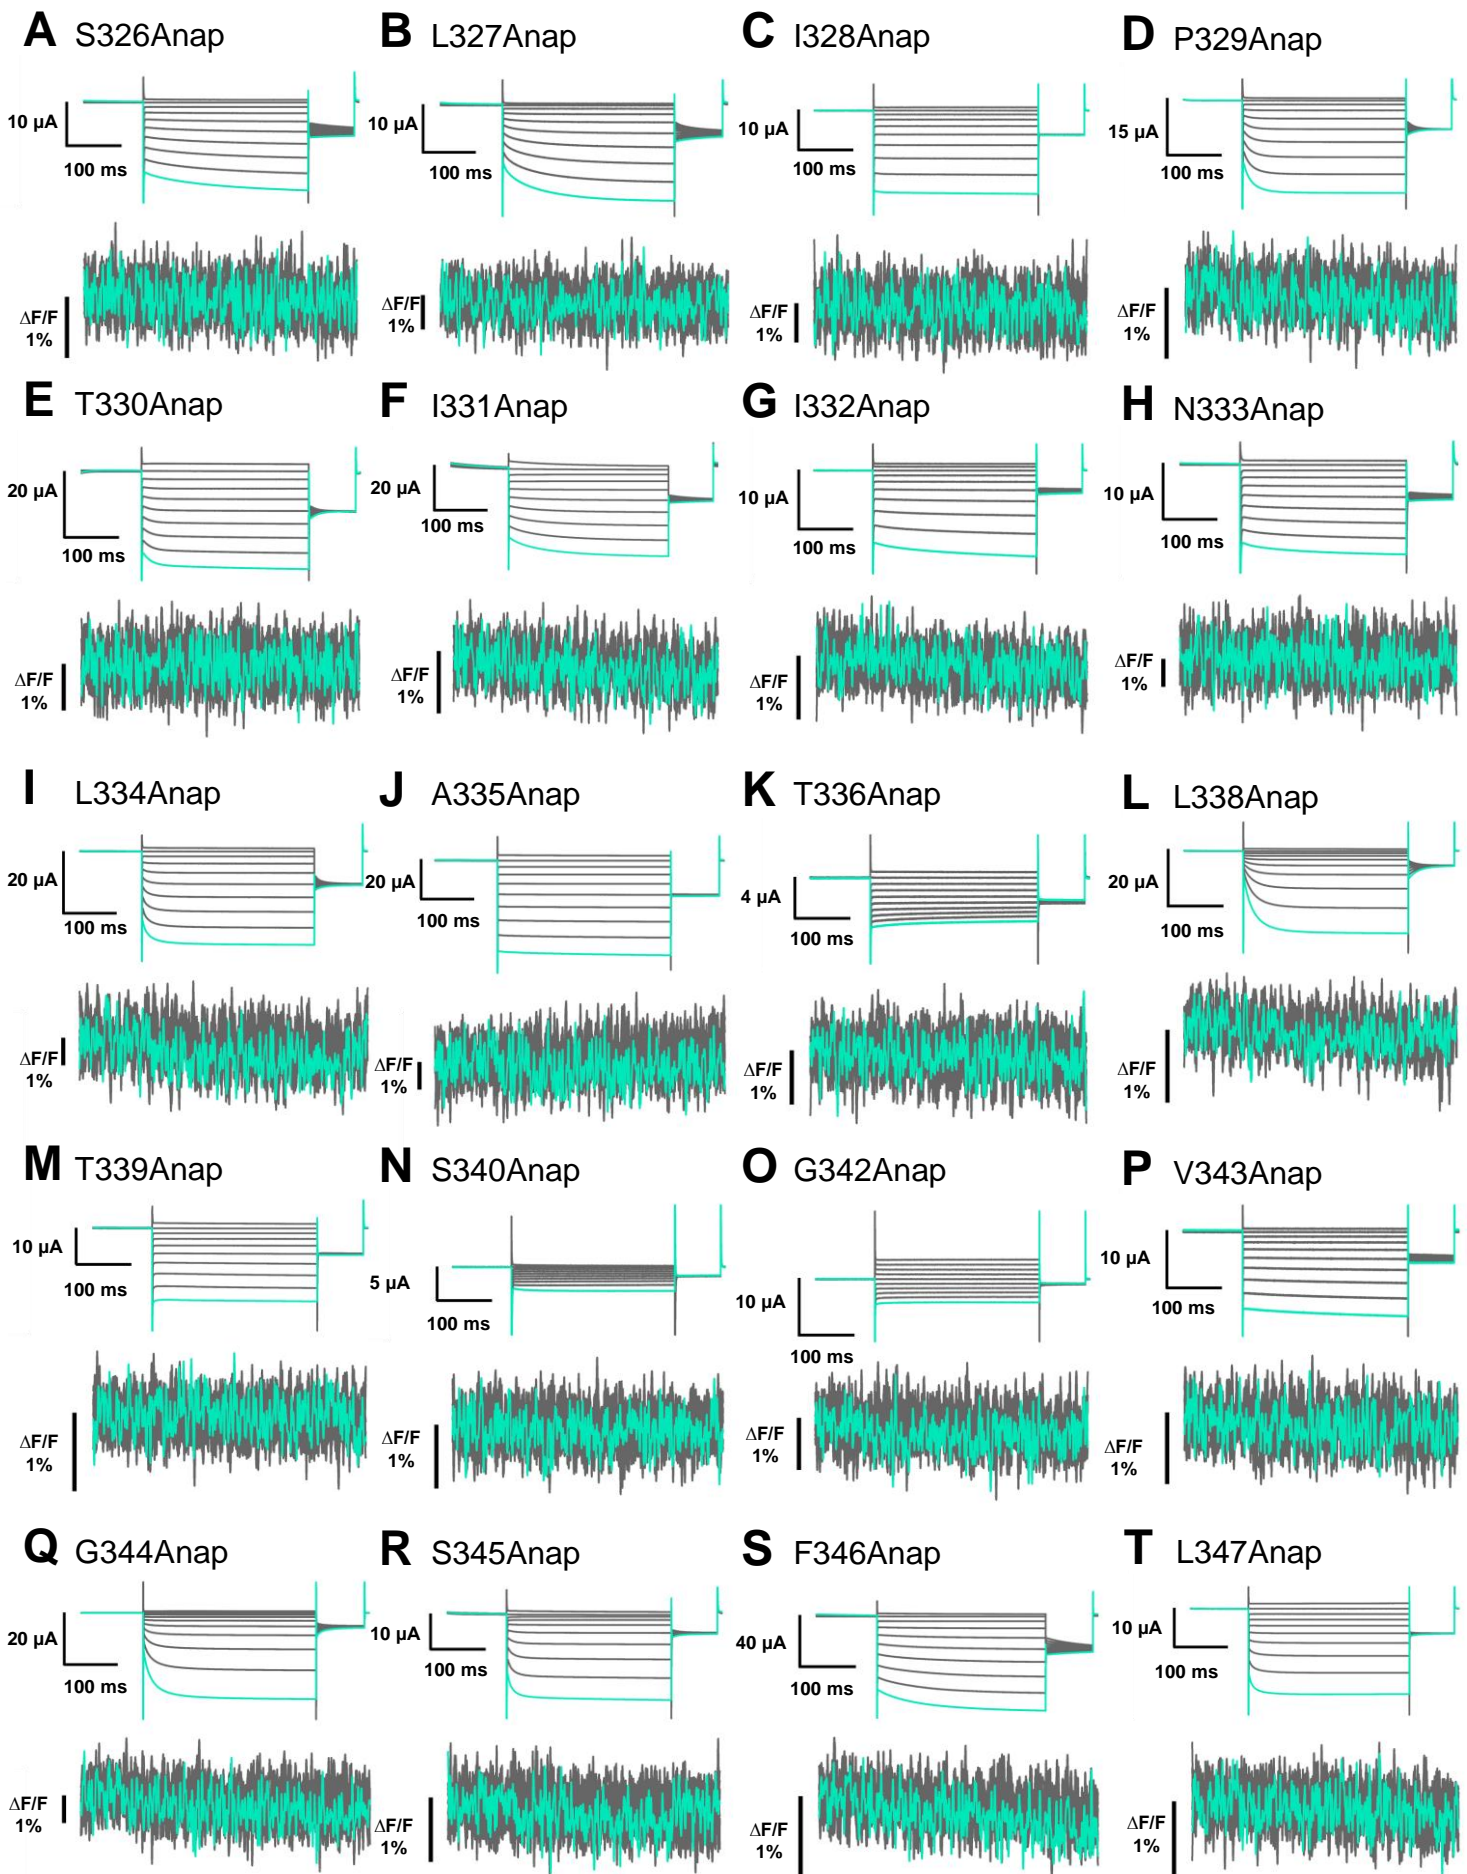 A S326Anap
10 µA
100 ms
ΔF/F
1%
B L327Anap
10 µA
100 ms
ΔF/F
1%
C I328Anap
10 µA
100 ms
ΔF/F
1%
D P329Anap
15 µA
100 ms
ΔF/F
1%
E T330Anap
20 µA
100 ms
ΔF/F
1%
F I331Anap
20 µA
100 ms
ΔF/F
1%
G I332Anap
10 µA
100 ms
ΔF/F
1%
H N333Anap
10 µA
100 ms
ΔF/F
1%
I L334Anap
20 µA
100 ms
ΔF/F
1%
J A335Anap
20 µA
100 ms
ΔF/F
1%
K T336Anap
4 µA
100 ms
ΔF/F
1%
L L338Anap
20 µA
100 ms
ΔF/F
1%
M T339Anap
10 µA
100 ms
ΔF/F
1%
N S340Anap
5 µA
100 ms
ΔF/F
1%
O G342Anap
10 µA
100 ms
ΔF/F
1%
P V343Anap
10 µA
100 ms
ΔF/F
1%
Q G344Anap
20 µA
100 ms
ΔF/F
1%
R S345Anap
10 µA
100 ms
ΔF/F
1%
S F346Anap
40 µA
100 ms
ΔF/F
1%
T L347Anap
10 µA
100 ms
ΔF/F
1%